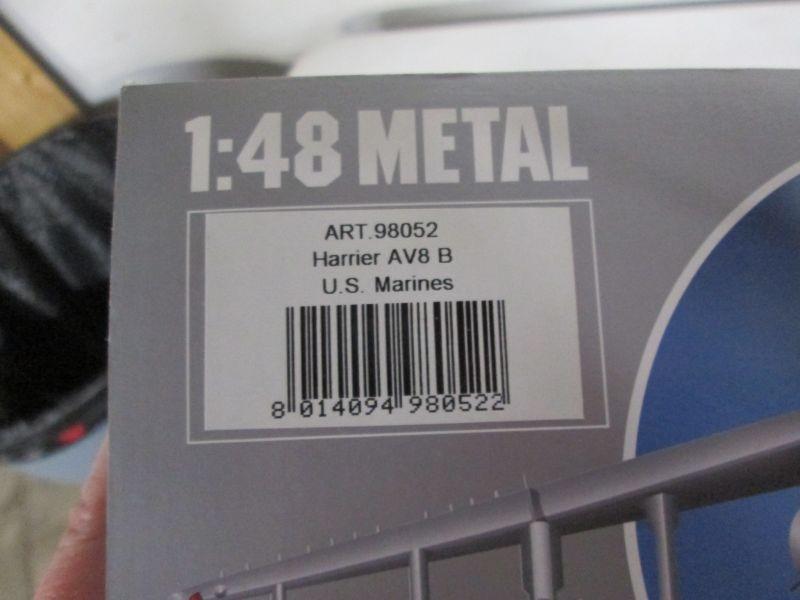 1:48 METAL
ART.98052
Harrier AV8 B
U.S. Marines
8 014094 980522